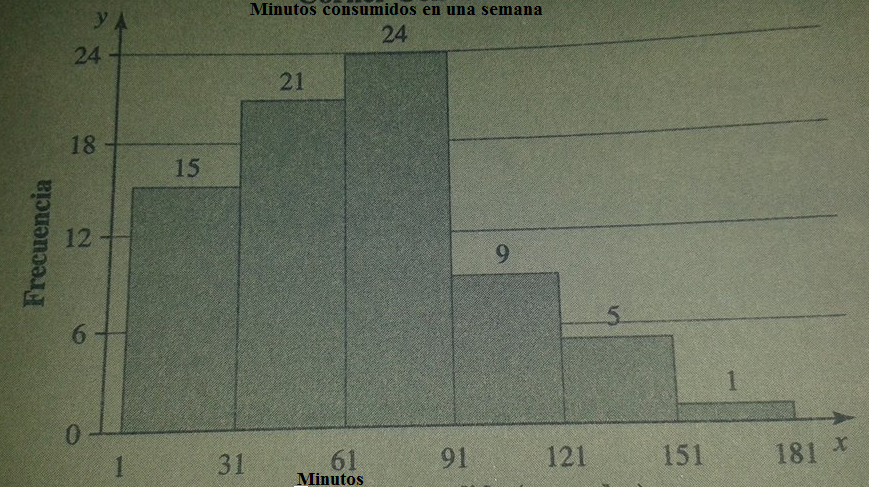 Minutos consumidos en una semana
y
24
24
21
18
15
12
9
6
5
1
0
Frecuencia
1 31 61 91 121 151 181 x
Minutos